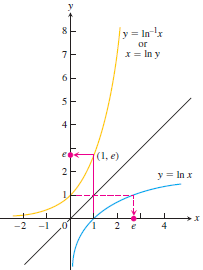 y
8
y = ln⁻¹x
or
x = ln y
7
6
5
4
e
(1, e)
2
y = ln x
1
-2 -1 0 1 2 e 4 x